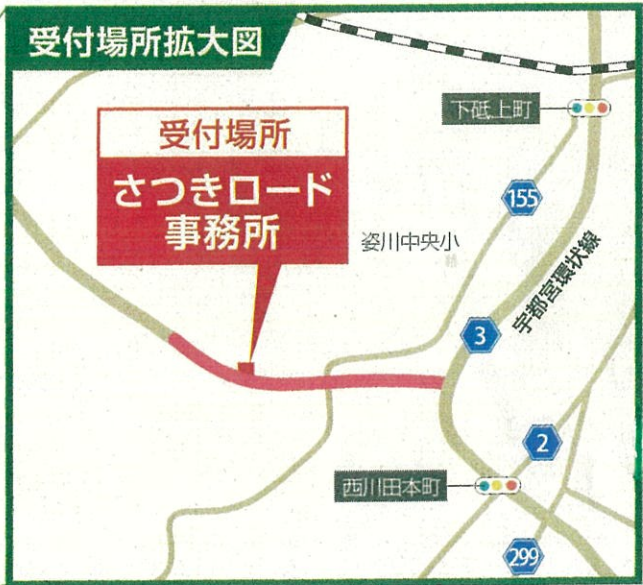 受付場所拡大図
下砥上町
受付場所
さつきロード
事務所
155
姿川中央小
宇都宮環状線
3
2
西川田本町
299